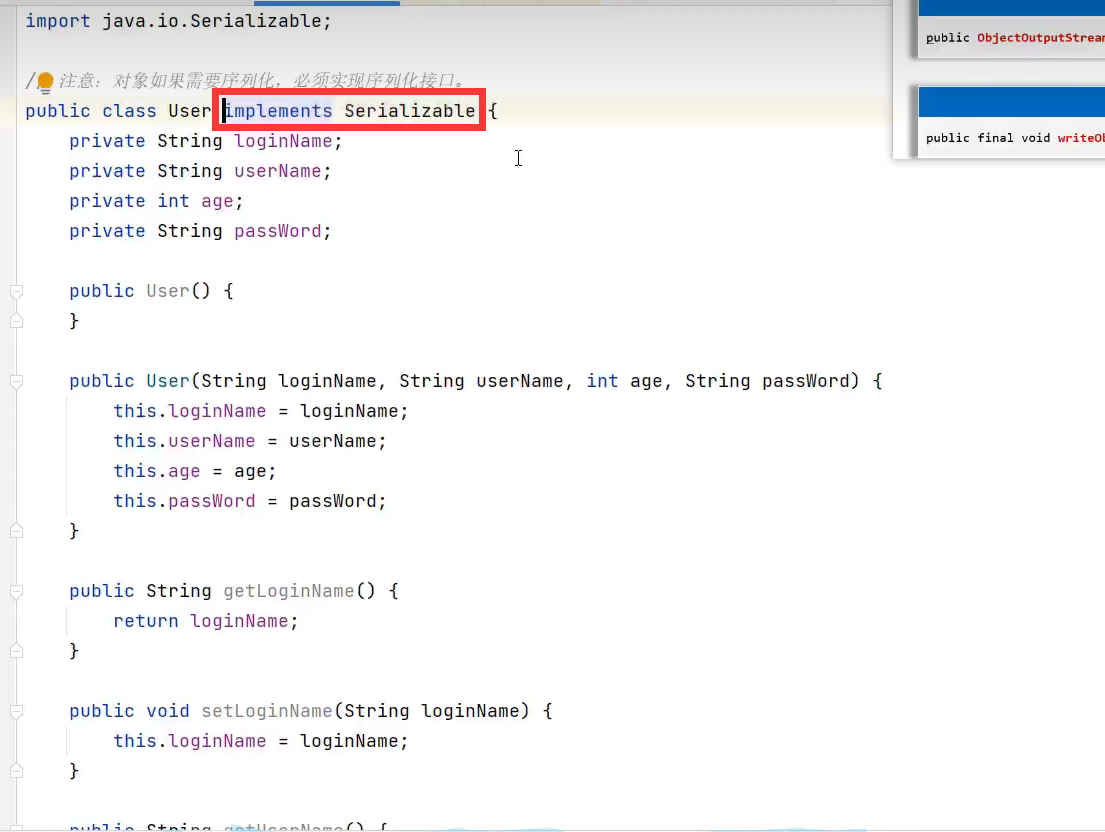 import java.io.Serializable;
/ 注意：对象如果需要序列化，必须实现序列化接口。
public class User implements Serializable {
private String loginName;
private String userName;
private int age;
private String passWord;
public User() {
}
public User(String loginName, String userName, int age, String passWord) {
this.loginName = loginName;
this.userName = userName;
this.age = age;
this.passWord = passWord;
}
public String getLoginName() {
return loginName;
}
public void setLoginName(String loginName) {
this.loginName = loginName;
}
public String getUserName() {
public ObjectOutputStream
public final void writeOb